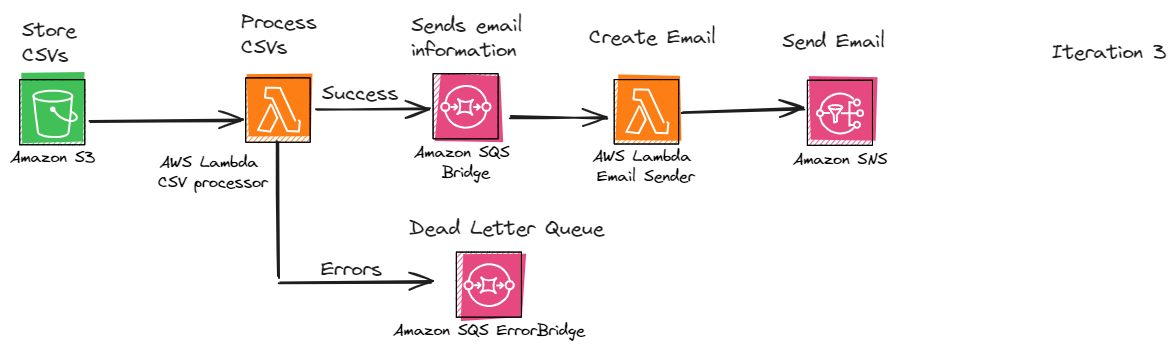 Store
CSVs
Process
CSVs
Sends email
information
Create Email
Send Email
Iteration 3
Success
Amazon S3
AWS Lambda
CSV processor
Amazon SQS
Bridge
AWS Lambda
Email Sender
Amazon SNS
Dead Letter Queue
Errors
Amazon SQS ErrorBridge